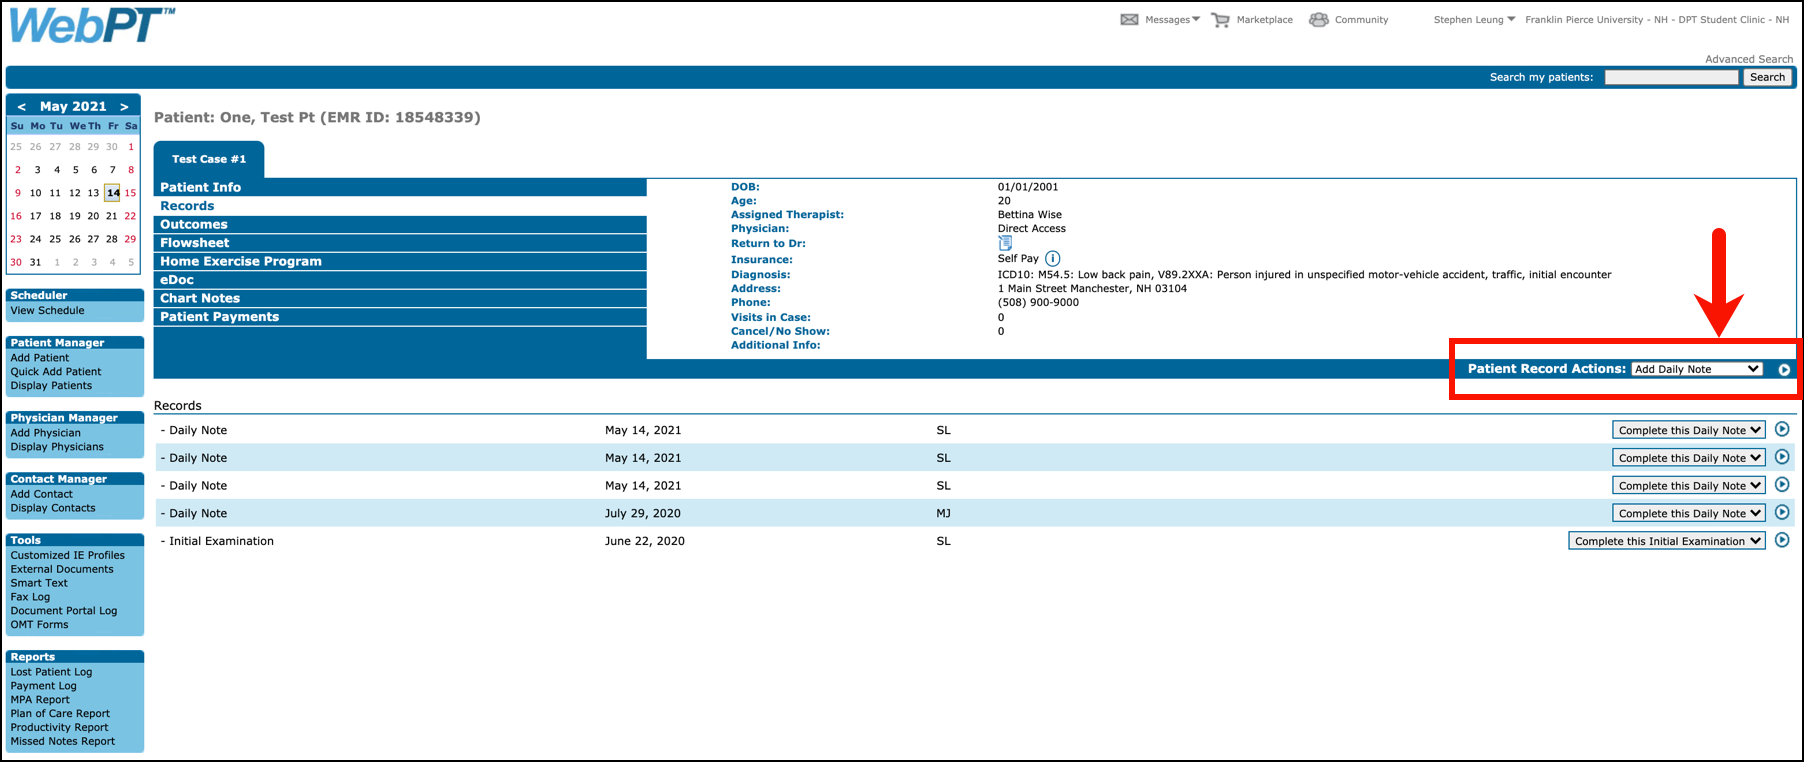 WebPT™
Messages Marketplace Community Stephen Leung Franklin Pierce University - NH - DPT Student Clinic - NH
Advanced Search
Search my patients: Search
< May 2021 >
Su Mo Tu We Th Fr Sa
25 26 27 28 29 30 1
2 3 4 5 6 7 8
9 10 11 12 13 14 15
16 17 18 19 20 21 22
23 24 25 26 27 28 29
30 31 1 2 3 4 5
Scheduler
View Schedule
Patient Manager
Add Patient
Quick Add Patient
Display Patients
Physician Manager
Add Physician
Display Physicians
Contact Manager
Add Contact
Display Contacts
Tools
Customized IE Profiles
External Documents
Smart Text
Fax Log
Document Portal Log
OMT Forms
Reports
Lost Patient Log
Payment Log
MPA Report
Plan of Care Report
Productivity Report
Missed Notes Report
Patient: One, Test Pt (EMR ID: 18548339)
Test Case #1
Patient Info
Records
Outcomes
Flowsheet
Home Exercise Program
eDoc
Chart Notes
Patient Payments
DOB: 01/01/2001
Age: 20
Assigned Therapist: Bettina Wise
Physician: Direct Access
Return to Dr:
Insurance: Self Pay i
Diagnosis: ICD10: M54.5: Low back pain, V89.2XXA: Person injured in unspecified motor-vehicle accident, traffic, initial encounter
Address: 1 Main Street Manchester, NH 03104
Phone: (508) 900-9000
Visits in Case: 0
Cancel/No Show: 0
Additional Info:
Patient Record Actions: Add Daily Note
Records
- Daily Note May 14, 2021 SL Complete this Daily Note
- Daily Note May 14, 2021 SL Complete this Daily Note
- Daily Note May 14, 2021 SL Complete this Daily Note
- Daily Note July 29, 2020 MJ Complete this Daily Note
- Initial Examination June 22, 2020 SL Complete this Initial Examination